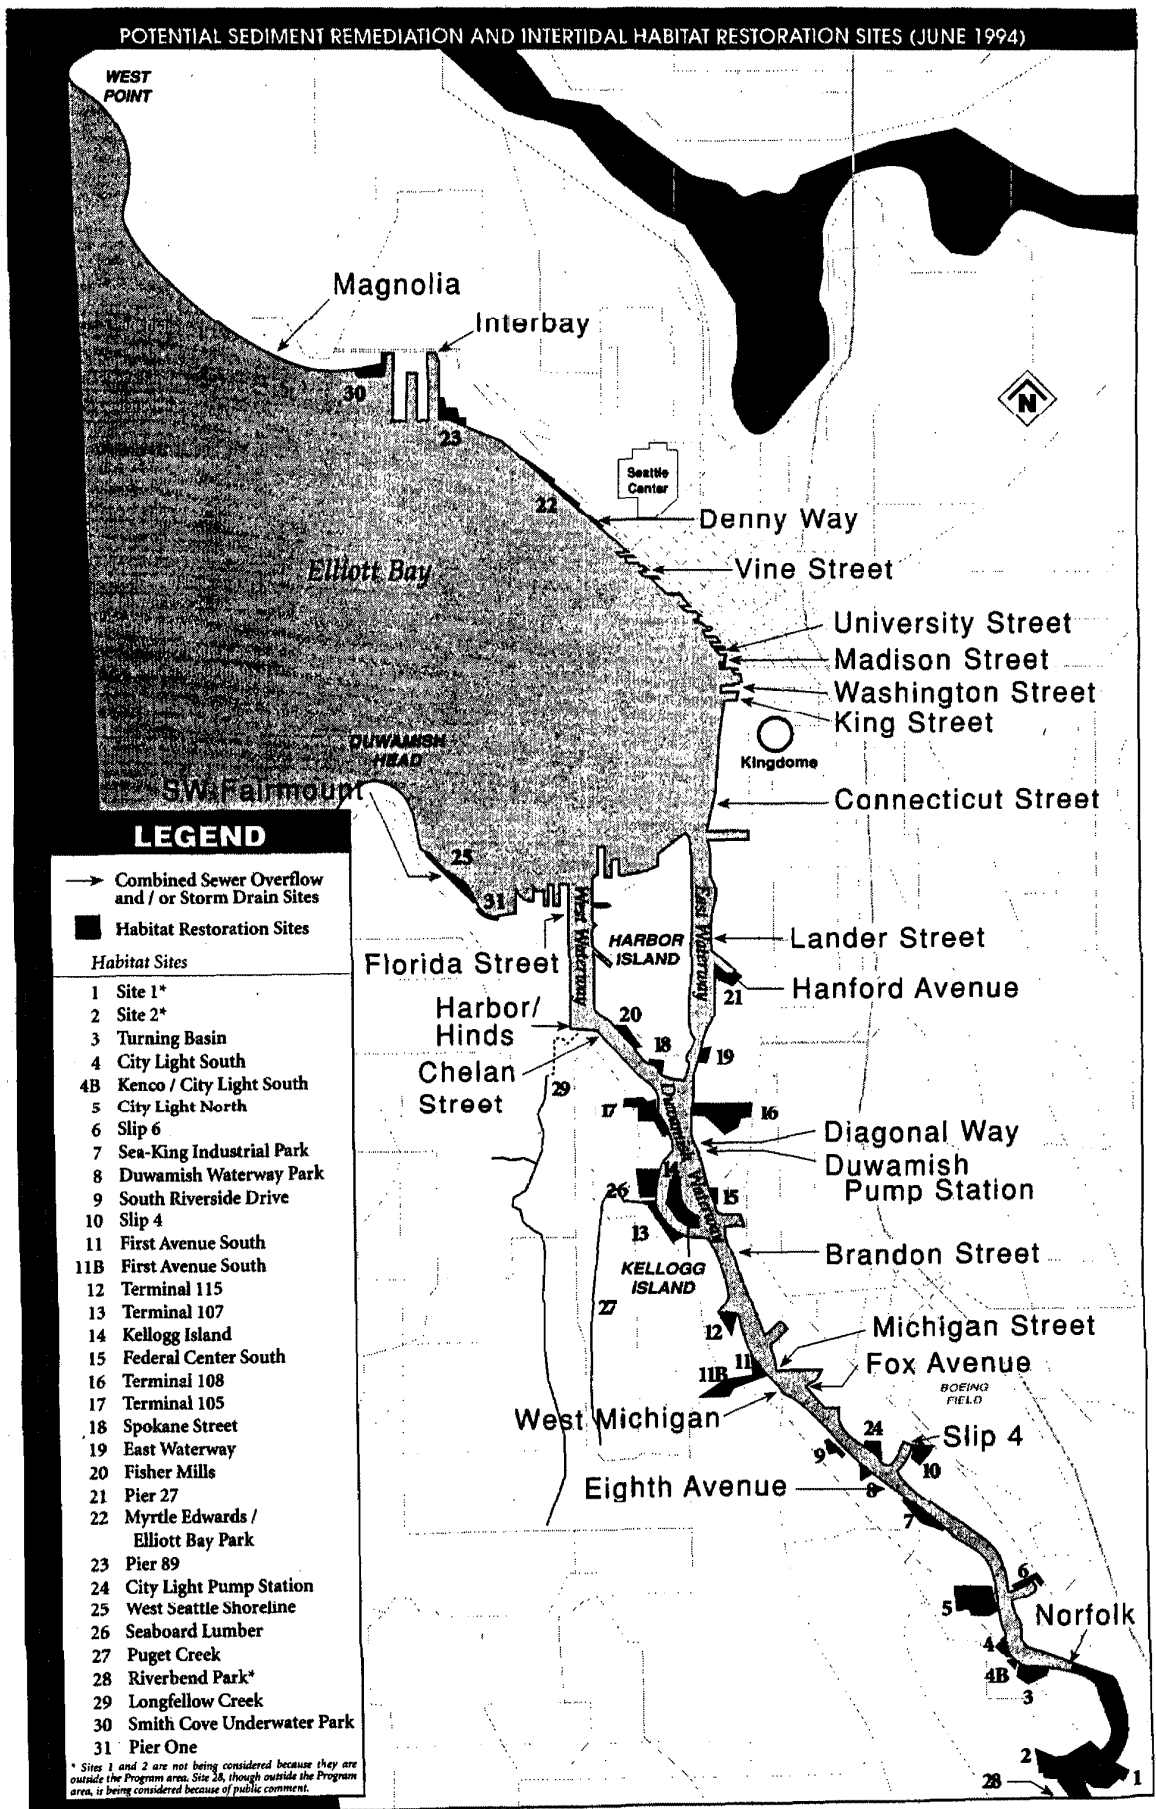 POTENTIAL SEDIMENT REMEDIATION AND INTERTIDAL HABITAT RESTORATION SITES (JUNE 1994)
WEST
POINT
Magnolia
Interbay
30
23
N
Seattle
Center
22
Denny Way
Elliott Bay
Vine Street
University Street
Madison Street
Washington Street
King Street
DUWAMISH
HEAD
Kingdome
SW Fairmount
Connecticut Street
25
31
West Waterway
East Waterway
HARBOR
ISLAND
Lander Street
Florida Street
21
Hanford Avenue
Harbor/
Hinds
20
18
19
Chelan
Street
29
17
16
Duwamish Waterway
Diagonal Way
Duwamish
Pump Station
14
26
15
13
Brandon Street
KELLOGG
ISLAND
27
12
Michigan Street
11
11B
Fox Avenue
BOEING
FIELD
West Michigan
24
Slip 4
9
10
8
Eighth Avenue
7
6
5
Norfolk
4
4B
3
2
1
28
LEGEND
Combined Sewer Overflow
and / or Storm Drain Sites
Habitat Restoration Sites
Habitat Sites
1 Site 1*
2 Site 2*
3 Turning Basin
4 City Light South
4B Kenco / City Light South
5 City Light North
6 Slip 6
7 Sea-King Industrial Park
8 Duwamish Waterway Park
9 South Riverside Drive
10 Slip 4
11 First Avenue South
11B First Avenue South
12 Terminal 115
13 Terminal 107
14 Kellogg Island
15 Federal Center South
16 Terminal 108
17 Terminal 105
18 Spokane Street
19 East Waterway
20 Fisher Mills
21 Pier 27
22 Myrtle Edwards /
Elliott Bay Park
23 Pier 89
24 City Light Pump Station
25 West Seattle Shoreline
26 Seaboard Lumber
27 Puget Creek
28 Riverbend Park*
29 Longfellow Creek
30 Smith Cove Underwater Park
31 Pier One
* Sites 1 and 2 are not being considered because they are
outside the Program area. Site 28, though outside the Program
area, is being considered because of public comment.